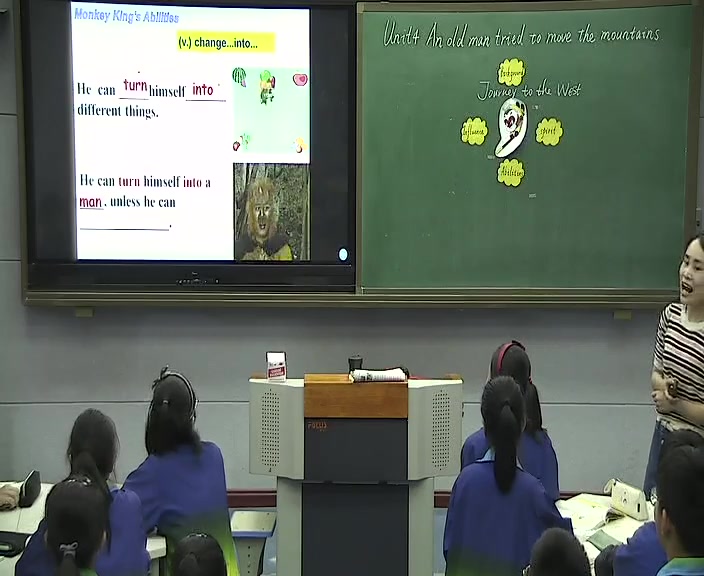 Monkey King's Abilities
(v.) change...into...
He can turn himself into
different things.
He can turn himself into a
man, unless he can
.
Unit4 An old man tried to move the mountains
Background
Journey to the West
Influence
spirit
Abilities
FOCUS